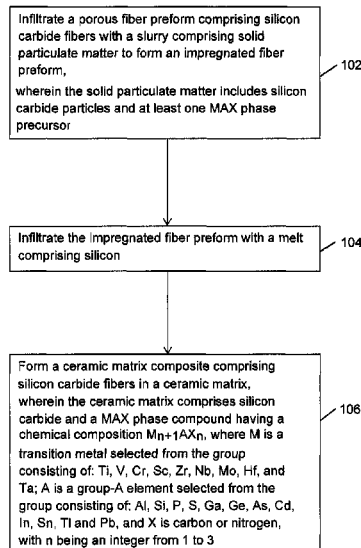 Infiltrate a porous fiber preform comprising silicon
carbide fibers with a slurry comprising solid
particulate matter to form an impregnated fiber
preform,
wherein the solid particulate matter includes silicon
carbide particles and at least one MAX phase
precursor
102
Infiltrate the impregnated fiber preform with a melt
comprising silicon
104
Form a ceramic matrix composite comprising
silicon carbide fibers in a ceramic matrix,
wherein the ceramic matrix comprises silicon
carbide and a MAX phase compound having a
chemical composition Mn+1AXn, where M is a
transition metal selected from the group
consisting of: Ti, V, Cr, Sc, Zr, Nb, Mo, Hf, and
Ta; A is a group-A element selected from the
group consisting of: Al, Si, P, S, Ga, Ge, As, Cd,
In, Sn, Tl and Pb, and X is carbon or nitrogen,
with n being an integer from 1 to 3
106